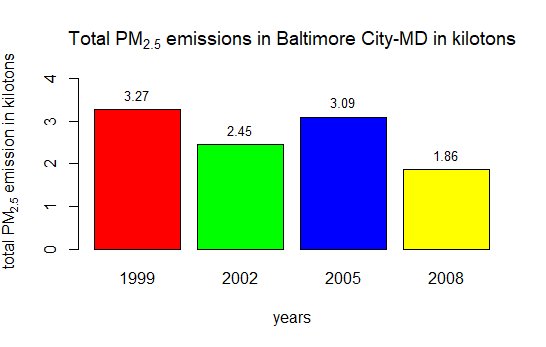 Total PM2.5 emissions in Baltimore City-MD in kilotons
total PM2.5 emission in kilotons
4
3
2
1
0
3.27
2.45
3.09
1.86
1999 2002 2005 2008
years